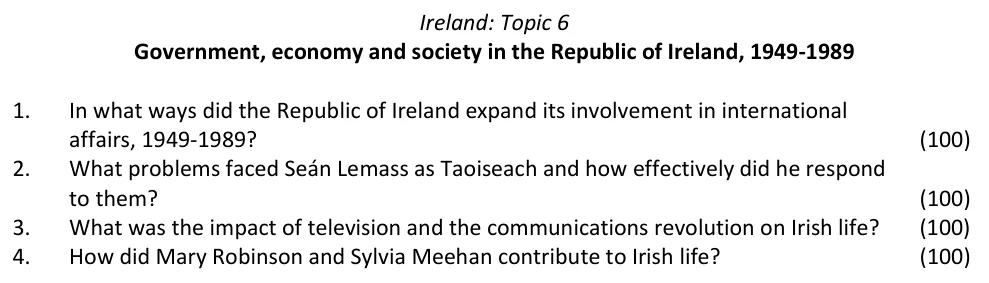 Ireland: Topic 6
Government, economy and society in the Republic of Ireland, 1949-1989
1. In what ways did the Republic of Ireland expand its involvement in international
affairs, 1949-1989? (100)
2. What problems faced Seán Lemass as Taoiseach and how effectively did he respond
to them? (100)
3. What was the impact of television and the communications revolution on Irish life? (100)
4. How did Mary Robinson and Sylvia Meehan contribute to Irish life? (100)